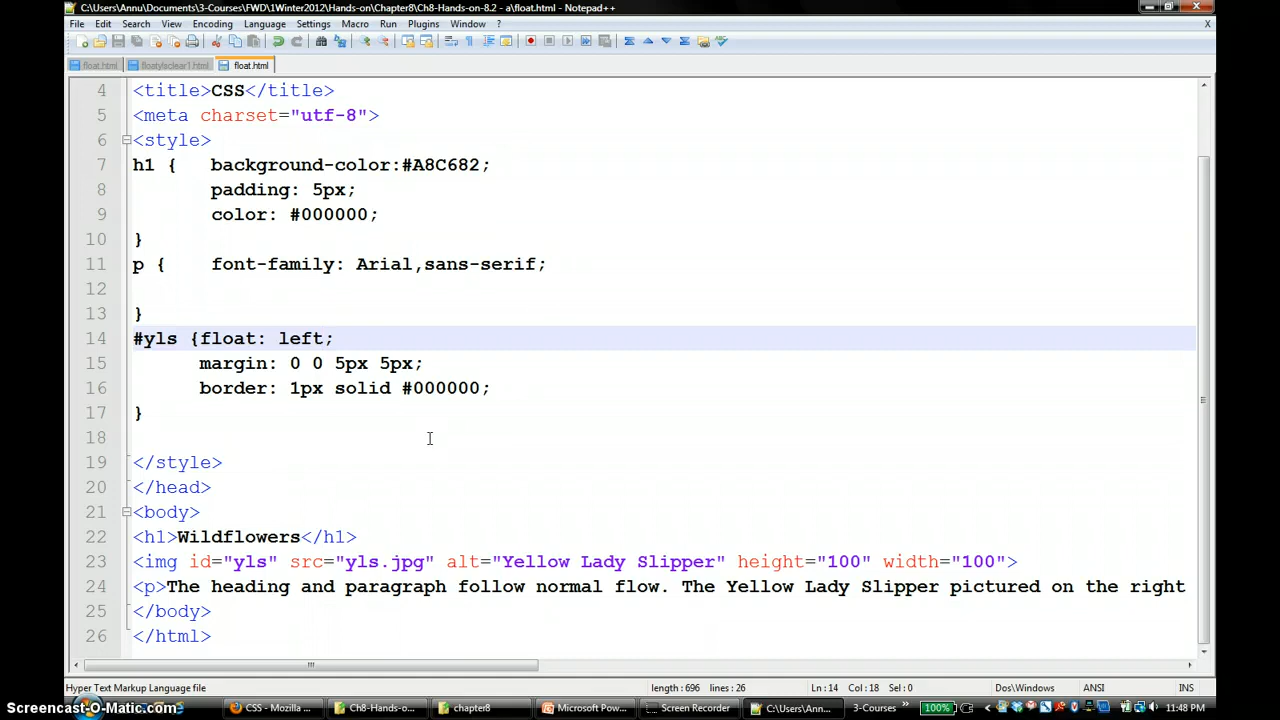 C:\Users\Annu\Documents\3-Courses\FWD\1Winter2012\Hands-on\Chapter8\Ch8-Hands-on-8.2 - a\float.html - Notepad++
File Edit Search View Encoding Language Settings Macro Run Plugins Window ? X
float.html floatylsclear1.html float.html
4 <title>CSS</title>
5 <meta charset="utf-8">
6 <style>
7 h1 { background-color:#A8C682;
8 padding: 5px;
9 color: #000000;
10 }
11 p { font-family: Arial,sans-serif;
12
13 }
14 #yls {float: left;
15 margin: 0 0 5px 5px;
16 border: 1px solid #000000;
17 }
18
19 </style>
20 </head>
21 <body>
22 <h1>Wildflowers</h1>
23 <img id="yls" src="yls.jpg" alt="Yellow Lady Slipper" height="100" width="100">
24 <p>The heading and paragraph follow normal flow. The Yellow Lady Slipper pictured on the right
25 </body>
26 </html>
Hyper Text Markup Language file length : 696 lines : 26 Ln : 14 Col : 18 Sel : 0 Dos\Windows ANSI INS
Screencast-O-Matic.com CSS - Mozilla ... Ch8-Hands-o... chapter8 Microsoft Pow... Screen Recorder C:\Users\Ann... 3-Courses » 100% 11:48 PM